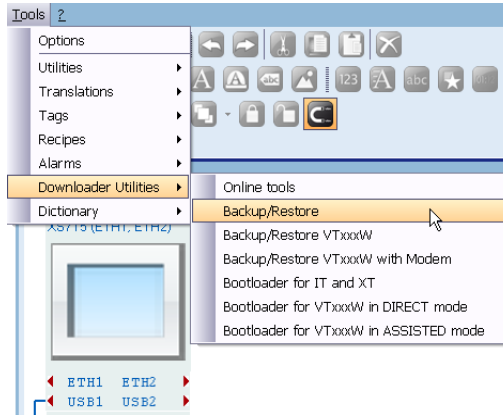 Tools ?
Options
Utilities
Translations
Tags
Recipes
Alarms
Downloader Utilities
Dictionary
Online tools
Backup/Restore
Backup/Restore VTxxxW
Backup/Restore VTxxxW with Modem
Bootloader for IT and XT
Bootloader for VTxxxW in DIRECT mode
Bootloader for VTxxxW in ASSISTED mode
A A abc 123 A abc
XS715 (ETH1, ETH2)
ETH1 ETH2
USB1 USB2